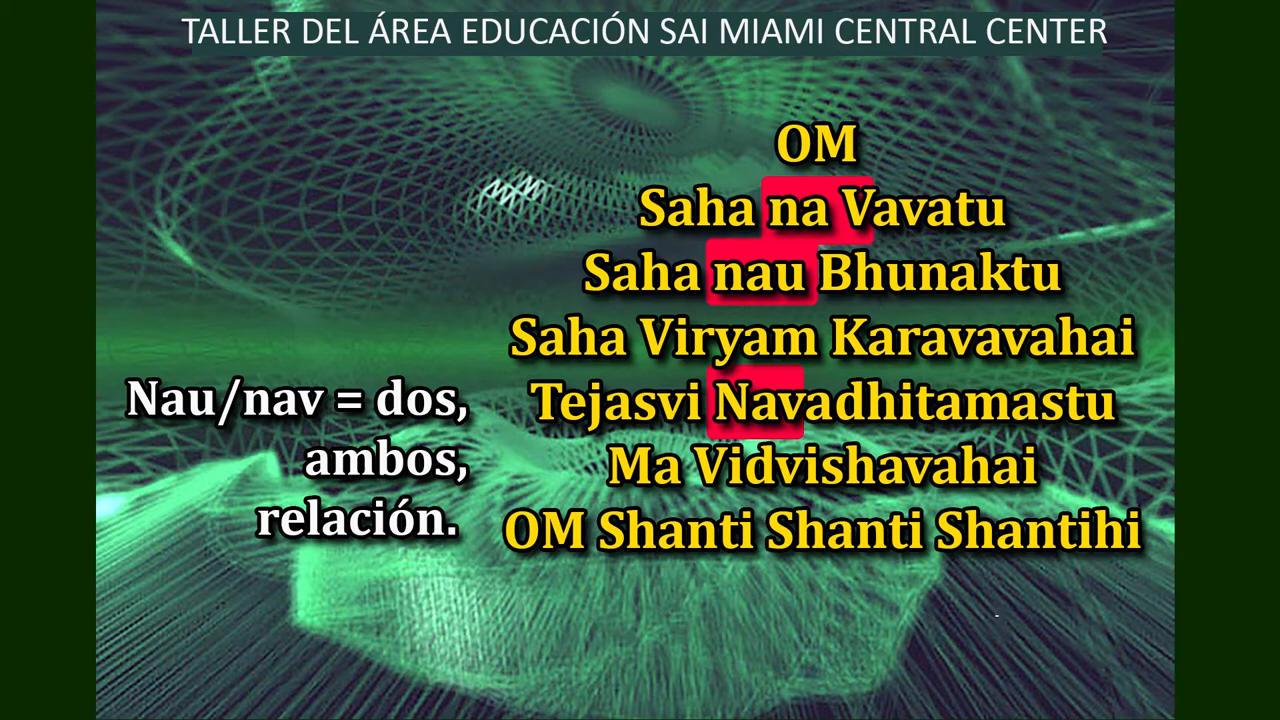 TALLER DEL ÁREA EDUCACIÓN SAI MIAMI CENTRAL CENTER
OM
Saha na Vavatu
Saha nau Bhunaktu
Saha Viryam Karavavahai
Tejasvi Navadhitamastu
Ma Vidvishavahai
OM Shanti Shanti Shantihi
Nau/nav = dos,
ambos,
relación.